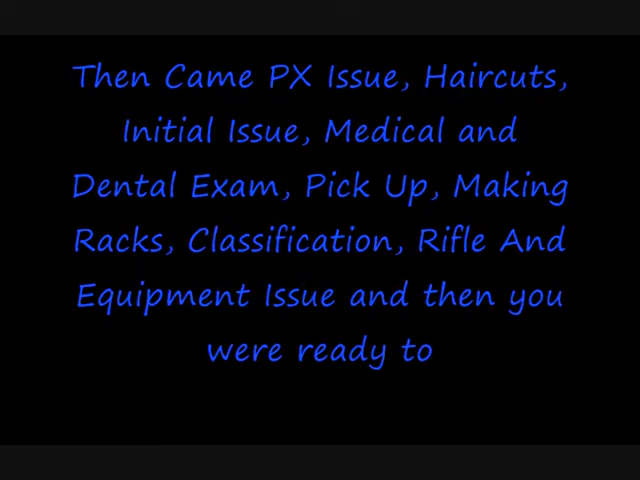 Then Came PX Issue, Haircuts,
Initial Issue, Medical and
Dental Exam, Pick Up, Making
Racks, Classification, Rifle And
Equipment Issue and then you
were ready to